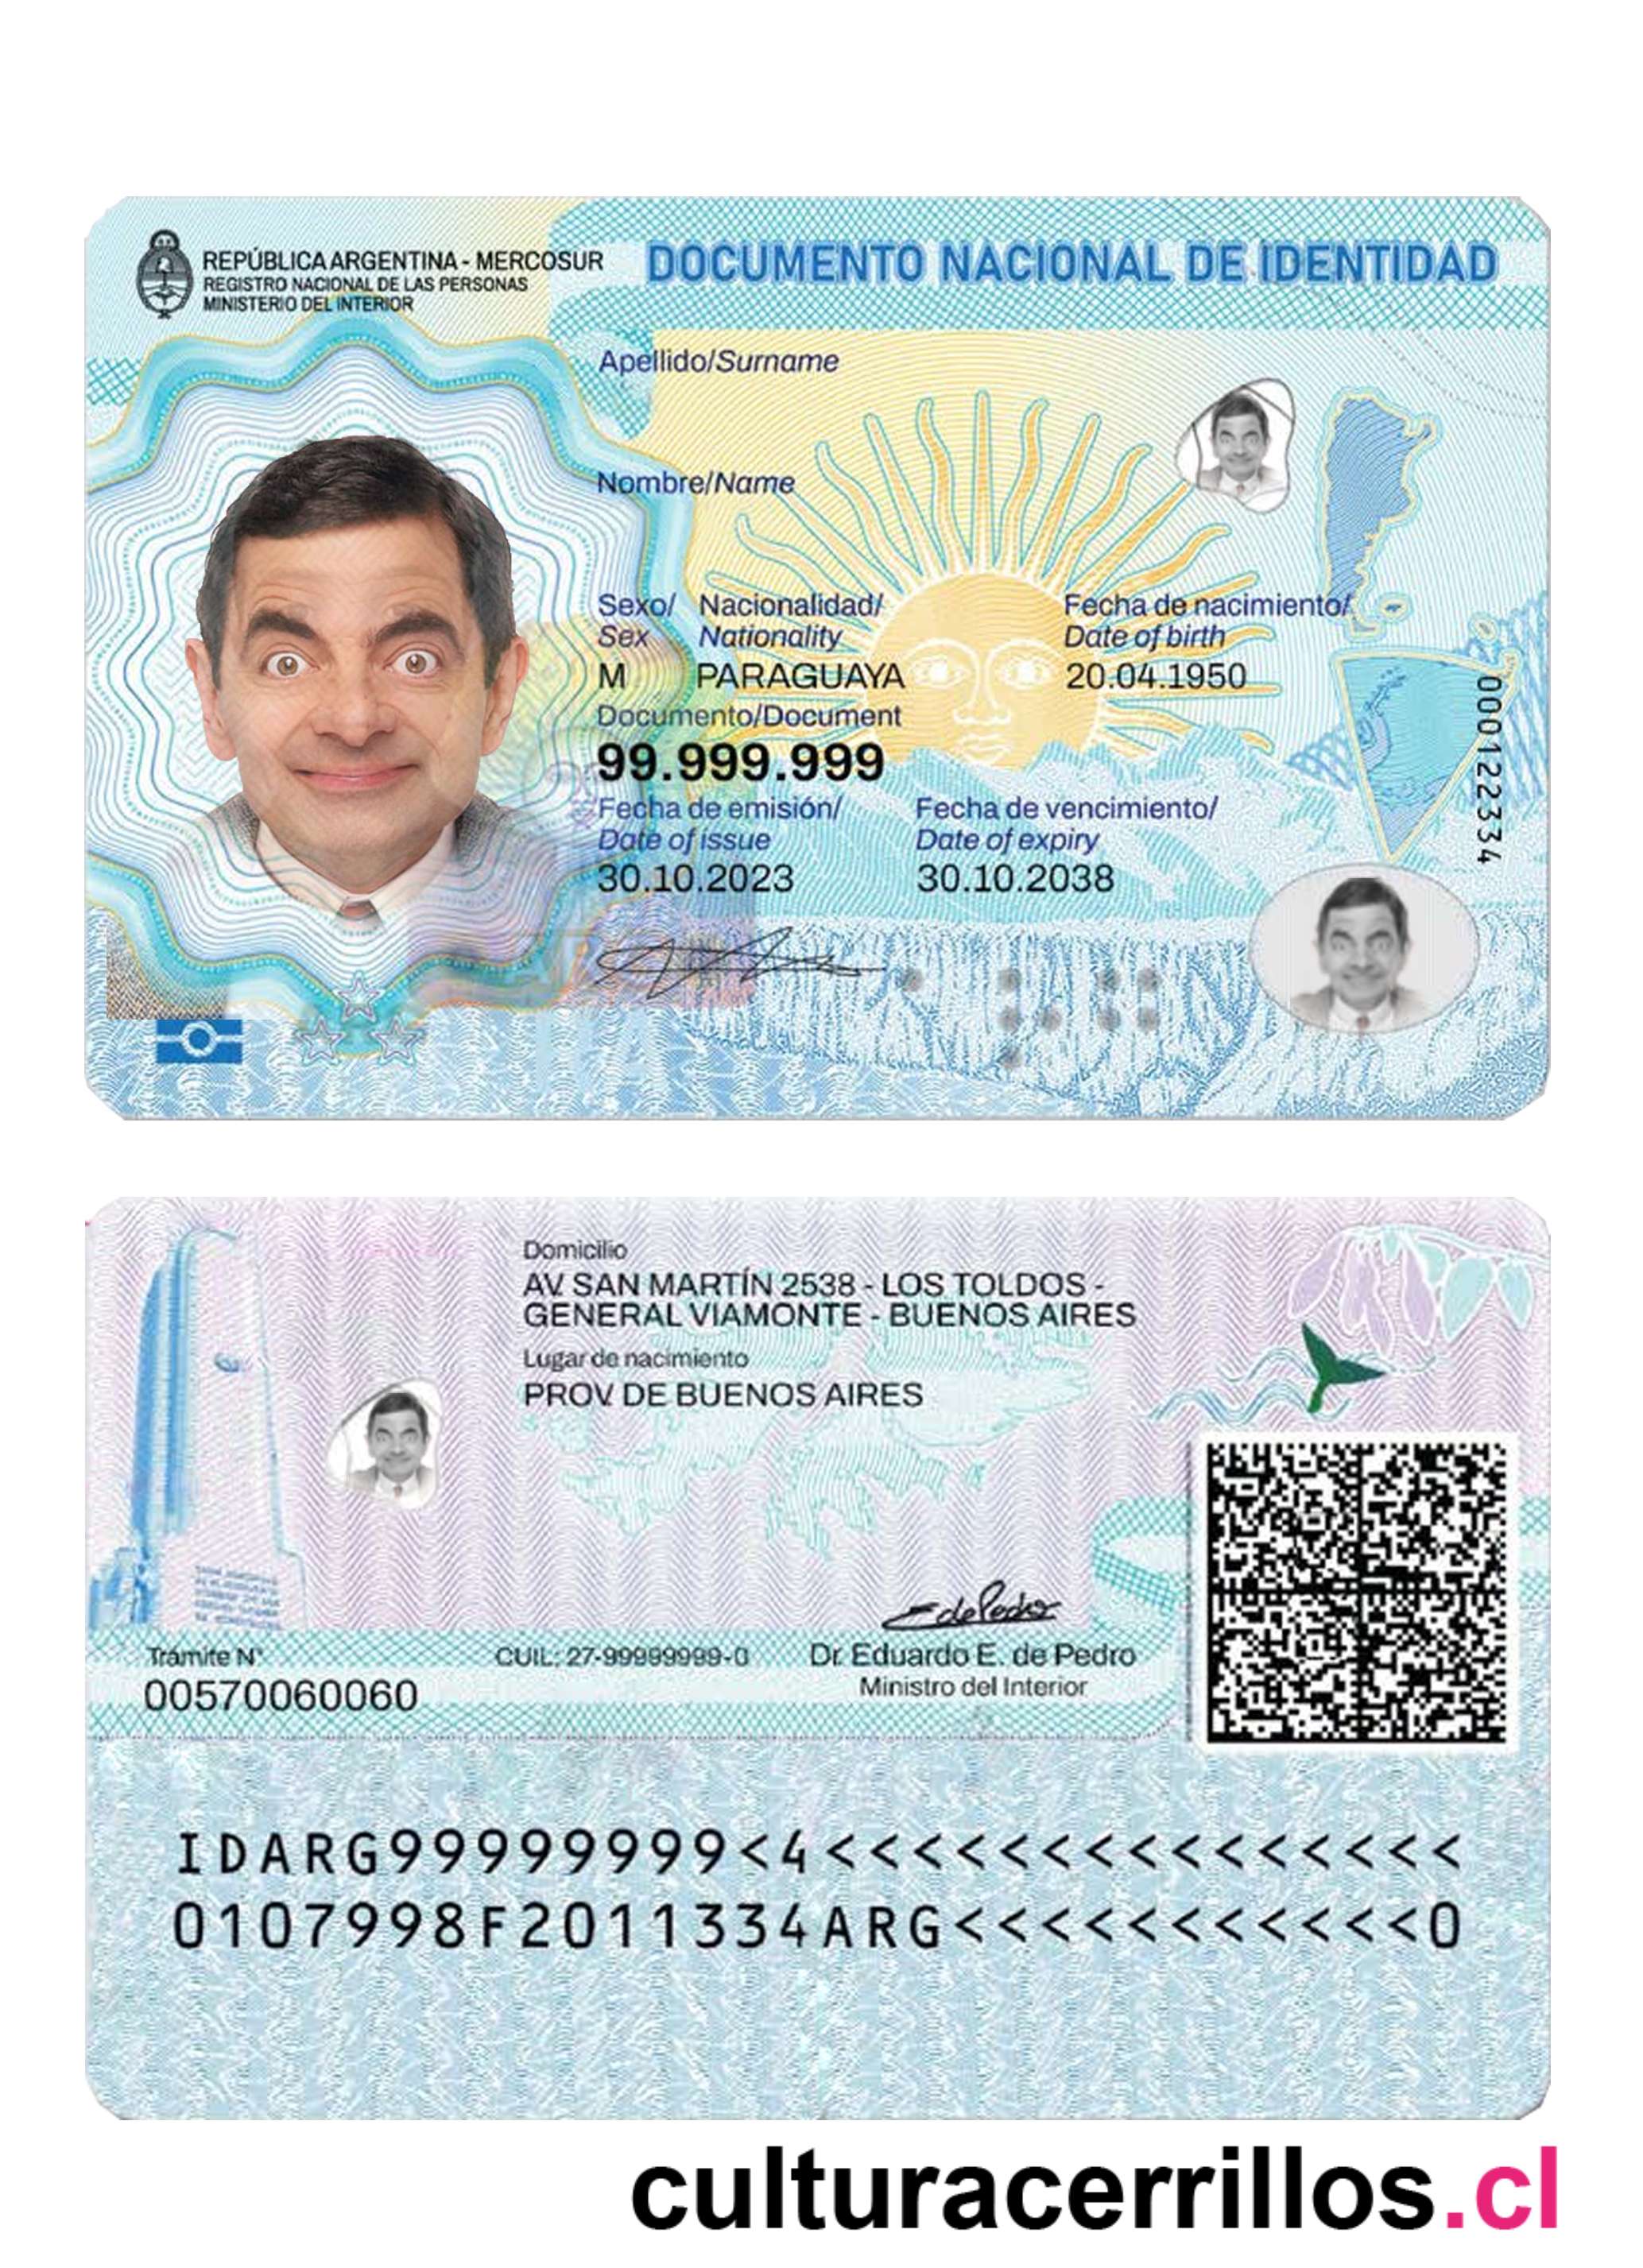 REPÚBLICA ARGENTINA - MERCOSUR
REGISTRO NACIONAL DE LAS PERSONAS
MINISTERIO DEL INTERIOR
DOCUMENTO NACIONAL DE IDENTIDAD
Apellido/Surname
Nombre/Name
Sexo/ Nacionalidad/ Fecha de nacimiento/
Sex Nationality Date of birth
M PARAGUAYA 20.04.1950
Documento/Document
99.999.999
Fecha de emisión/ Fecha de vencimiento/
Date of issue Date of expiry
30.10.2023 30.10.2038
000122334
Domicilio
AV. SAN MARTÍN 2538 - LOS TOLDOS -
GENERAL VIAMONTE - BUENOS AIRES
Lugar de nacimiento
PROV. DE BUENOS AIRES
Trámite N° CUIL: 27-99999999-0 Dr. Eduardo E. de Pedro
00570060060 Ministro del Interior
IDARG99999999<4<<<<<<<<<<<<<<<
0107998F2011334ARG<<<<<<<<<<<0
culturacerrillos.cl